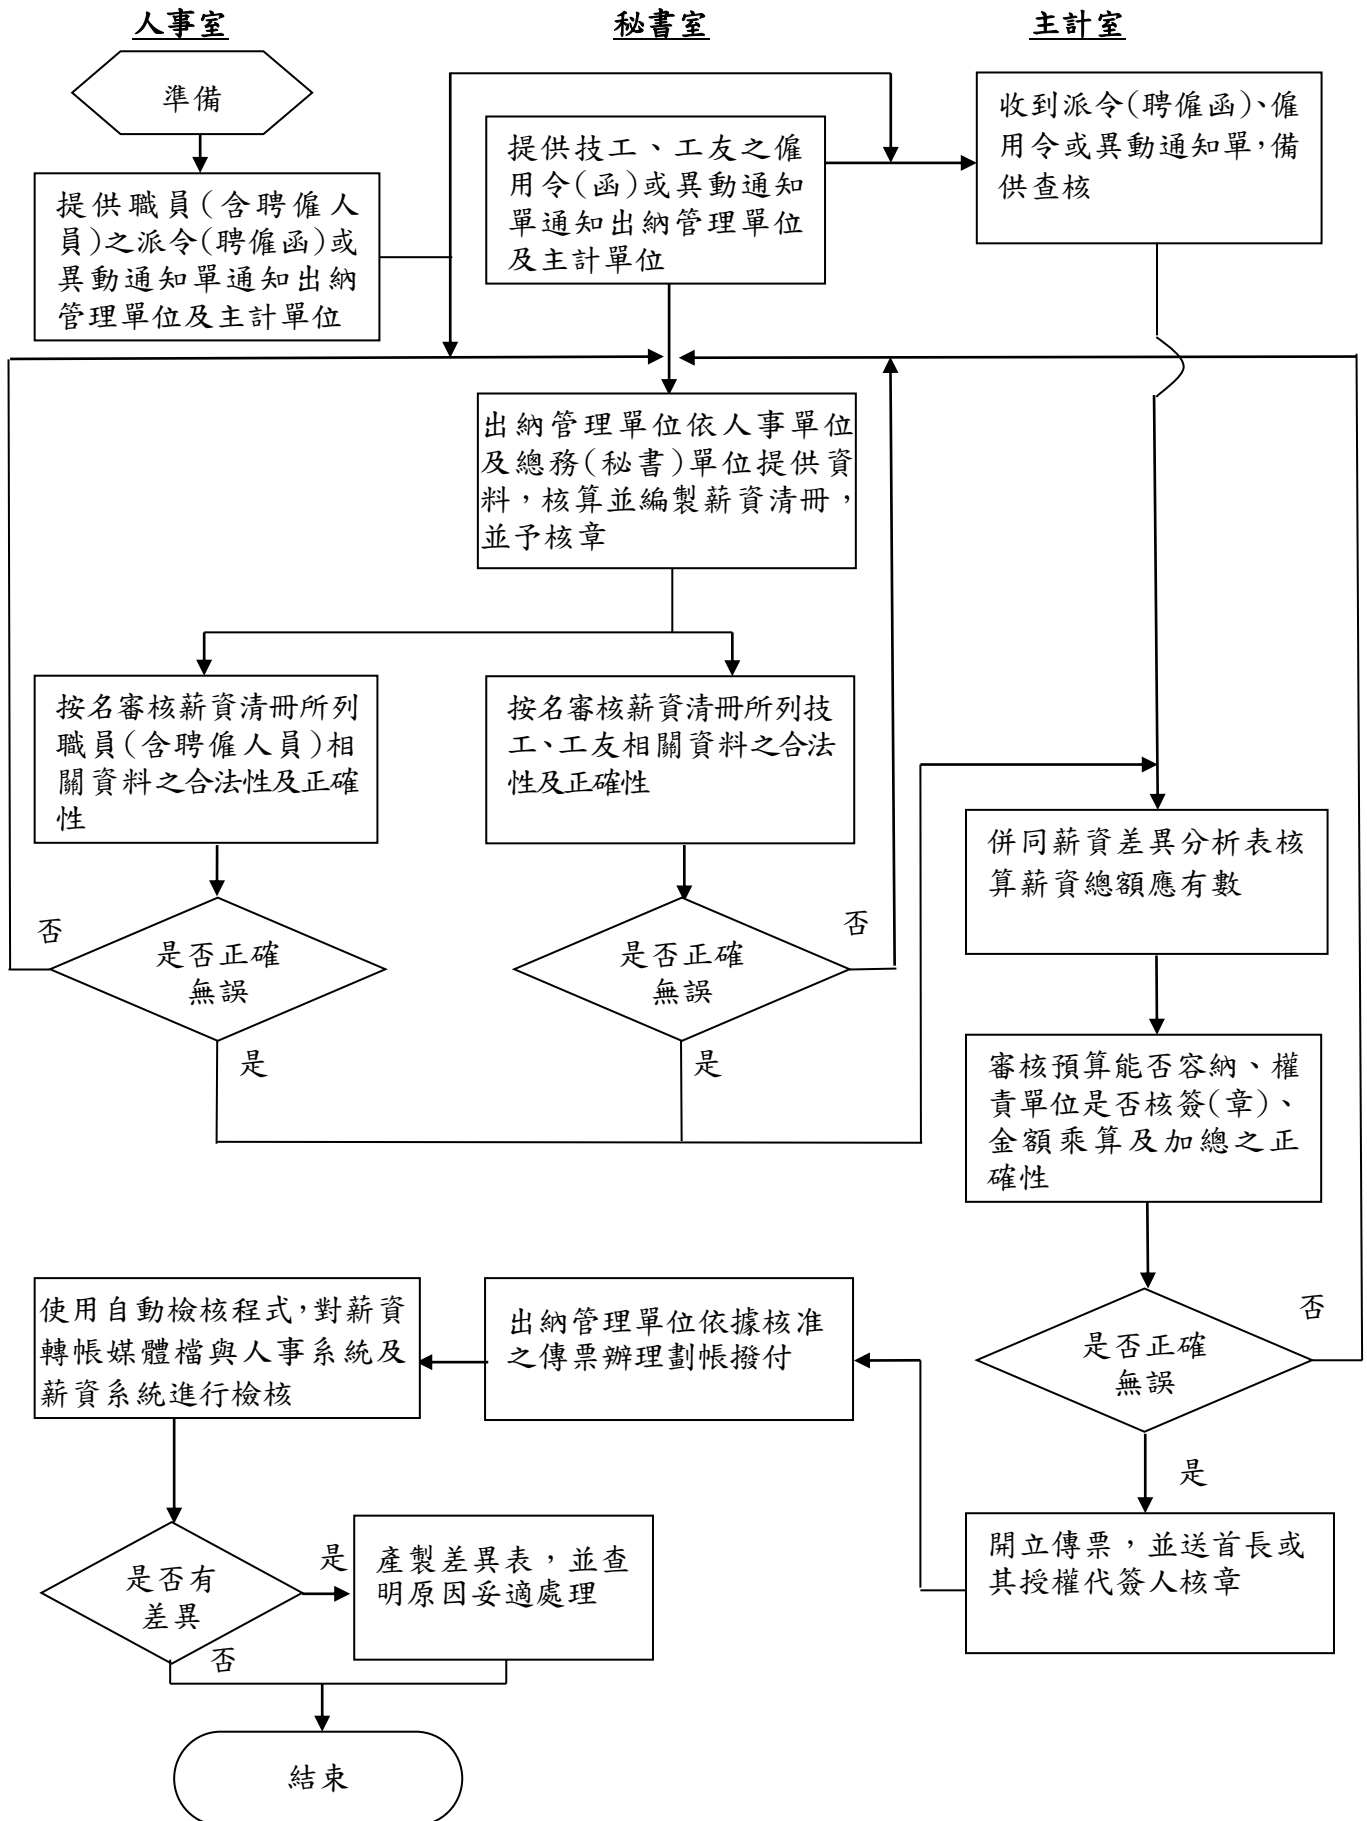 人事室
秘書室
主計室
準備
提供職員(含聘僱人
員)之派令(聘僱函)或
異動通知單通知出納
管理單位及主計單位
提供技工、工友之僱
用令(函)或異動通知
單通知出納管理單位
及主計單位
收到派令(聘僱函)、僱
用令或異動通知單,備
供查核
出納管理單位依人事單位
及總務(秘書)單位提供資
料，核算並編製薪資清冊，
並予核章
按名審核薪資清冊所列
職員(含聘僱人員)相
關資料之合法性及正確
性
按名審核薪資清冊所列技
工、工友相關資料之合法
性及正確性
併同薪資差異分析表核
算薪資總額應有數
否
是否正確
無誤
是
是否正確
無誤
否
是
審核預算能否容納、權
責單位是否核簽(章)、
金額乘算及加總之正
確性
使用自動檢核程式,對薪資
轉帳媒體檔與人事系統及
薪資系統進行檢核
出納管理單位依據核准
之傳票辦理劃帳撥付
是否正確
無誤
否
是
是否有
差異
是
否
產製差異表，並查
明原因妥適處理
開立傳票，並送首長或
其授權代簽人核章
結束